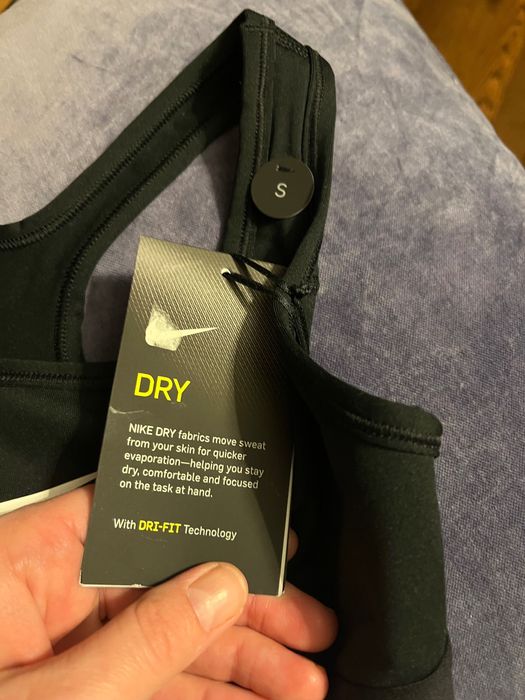 S
DRY
NIKE DRY fabrics move sweat
from your skin for quicker
evaporation—helping you stay
dry, comfortable and focused
on the task at hand.
With DRI-FIT Technology